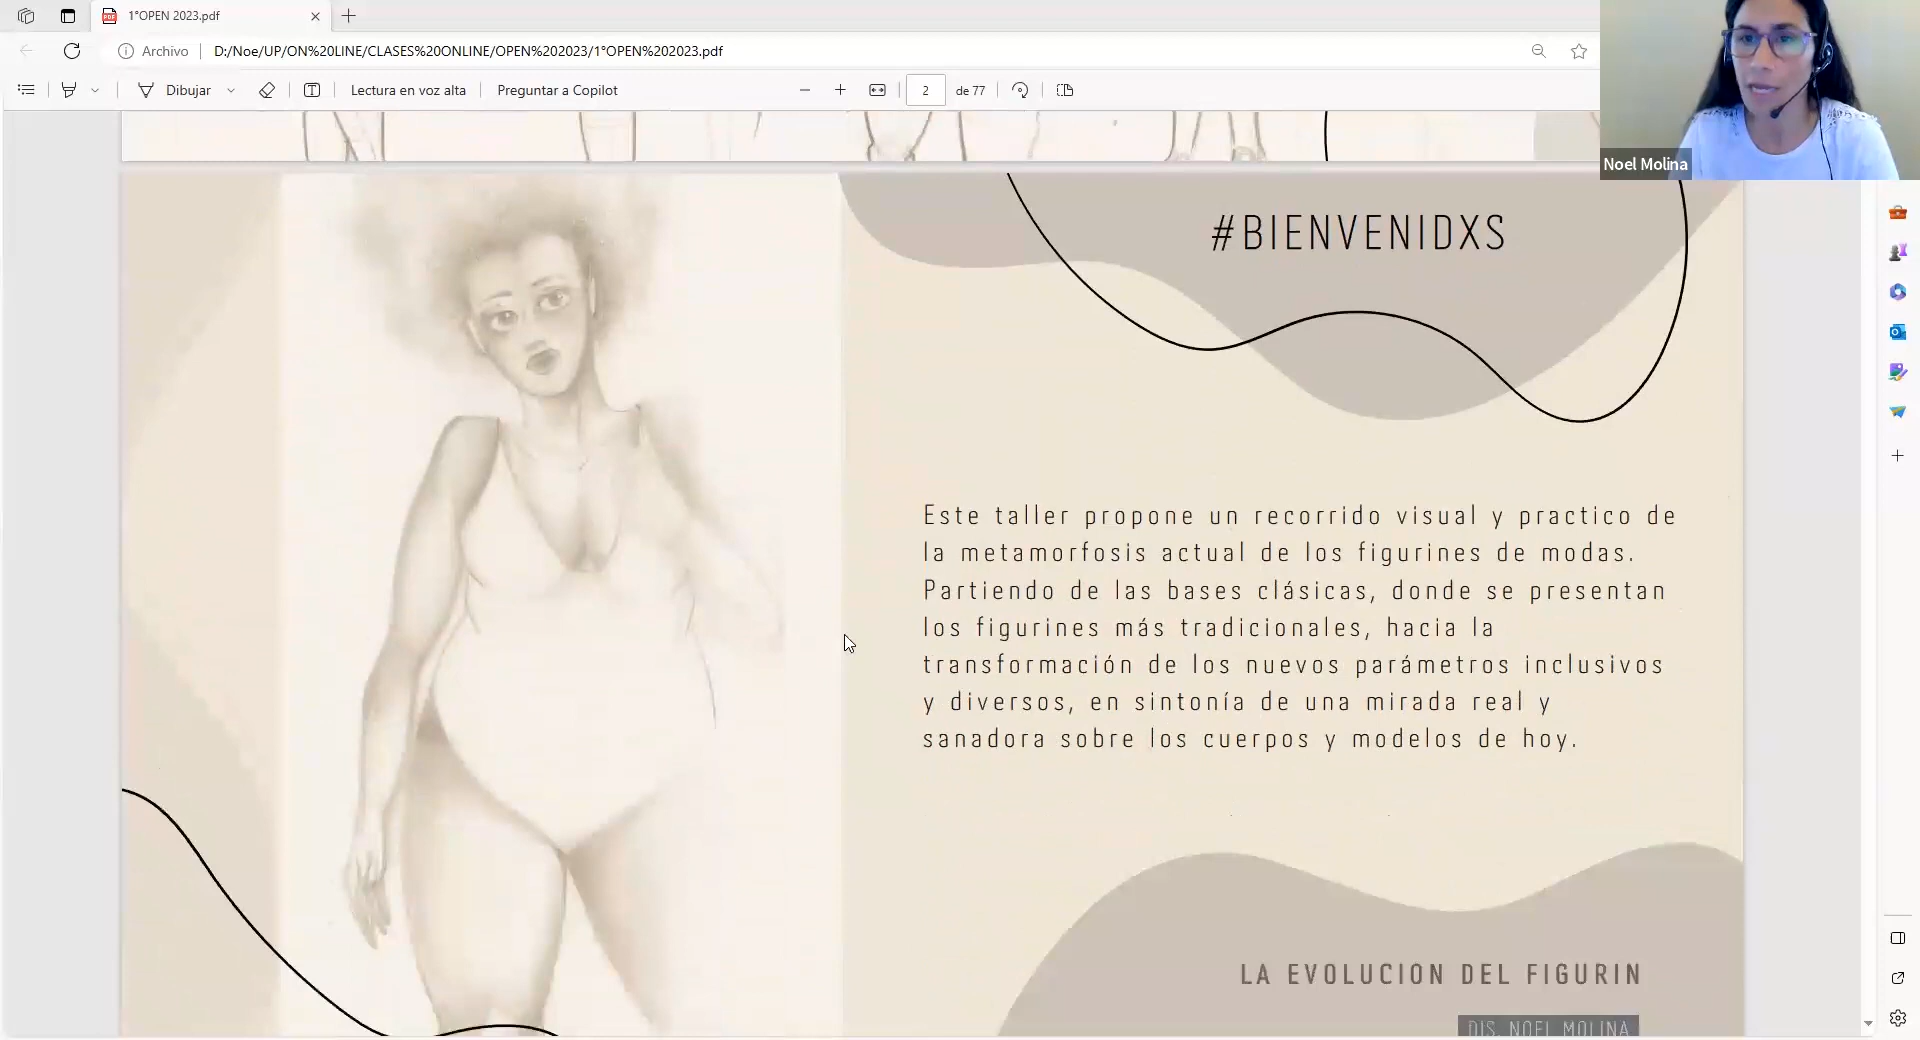 1°OPEN 2023.pdf
Archivo
D:/Noe/UP/ON%20LINE/CLASES%20ONLINE/OPEN%202023/1°OPEN%202023.pdf
Dibujar
Lectura en voz alta
Preguntar a Copilot
2 de 77
Noel Molina
#BIENVENIDXS
Este taller propone un recorrido visual y practico de
la metamorfosis actual de los figurines de modas.
Partiendo de las bases clásicas, donde se presentan
los figurines más tradicionales, hacia la
transformación de los nuevos parámetros inclusivos
y diversos, en sintonía de una mirada real y
sanadora sobre los cuerpos y modelos de hoy.
LA EVOLUCION DEL FIGURIN
DIS. NOEL MOLINA